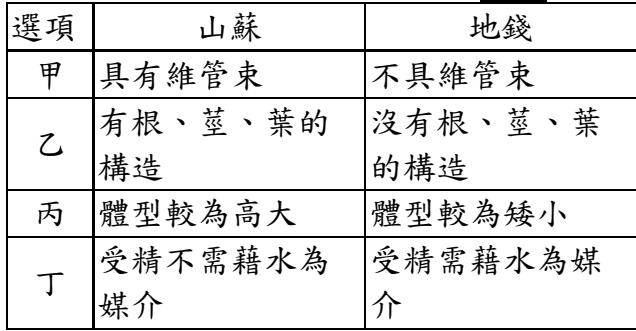 選項 山蘇 地錢
甲 具有維管束 不具維管束
乙 有根、莖、葉的構造 沒有根、莖、葉的構造
丙 體型較為高大 體型較為矮小
丁 受精不需藉水為媒介 受精需藉水為媒介